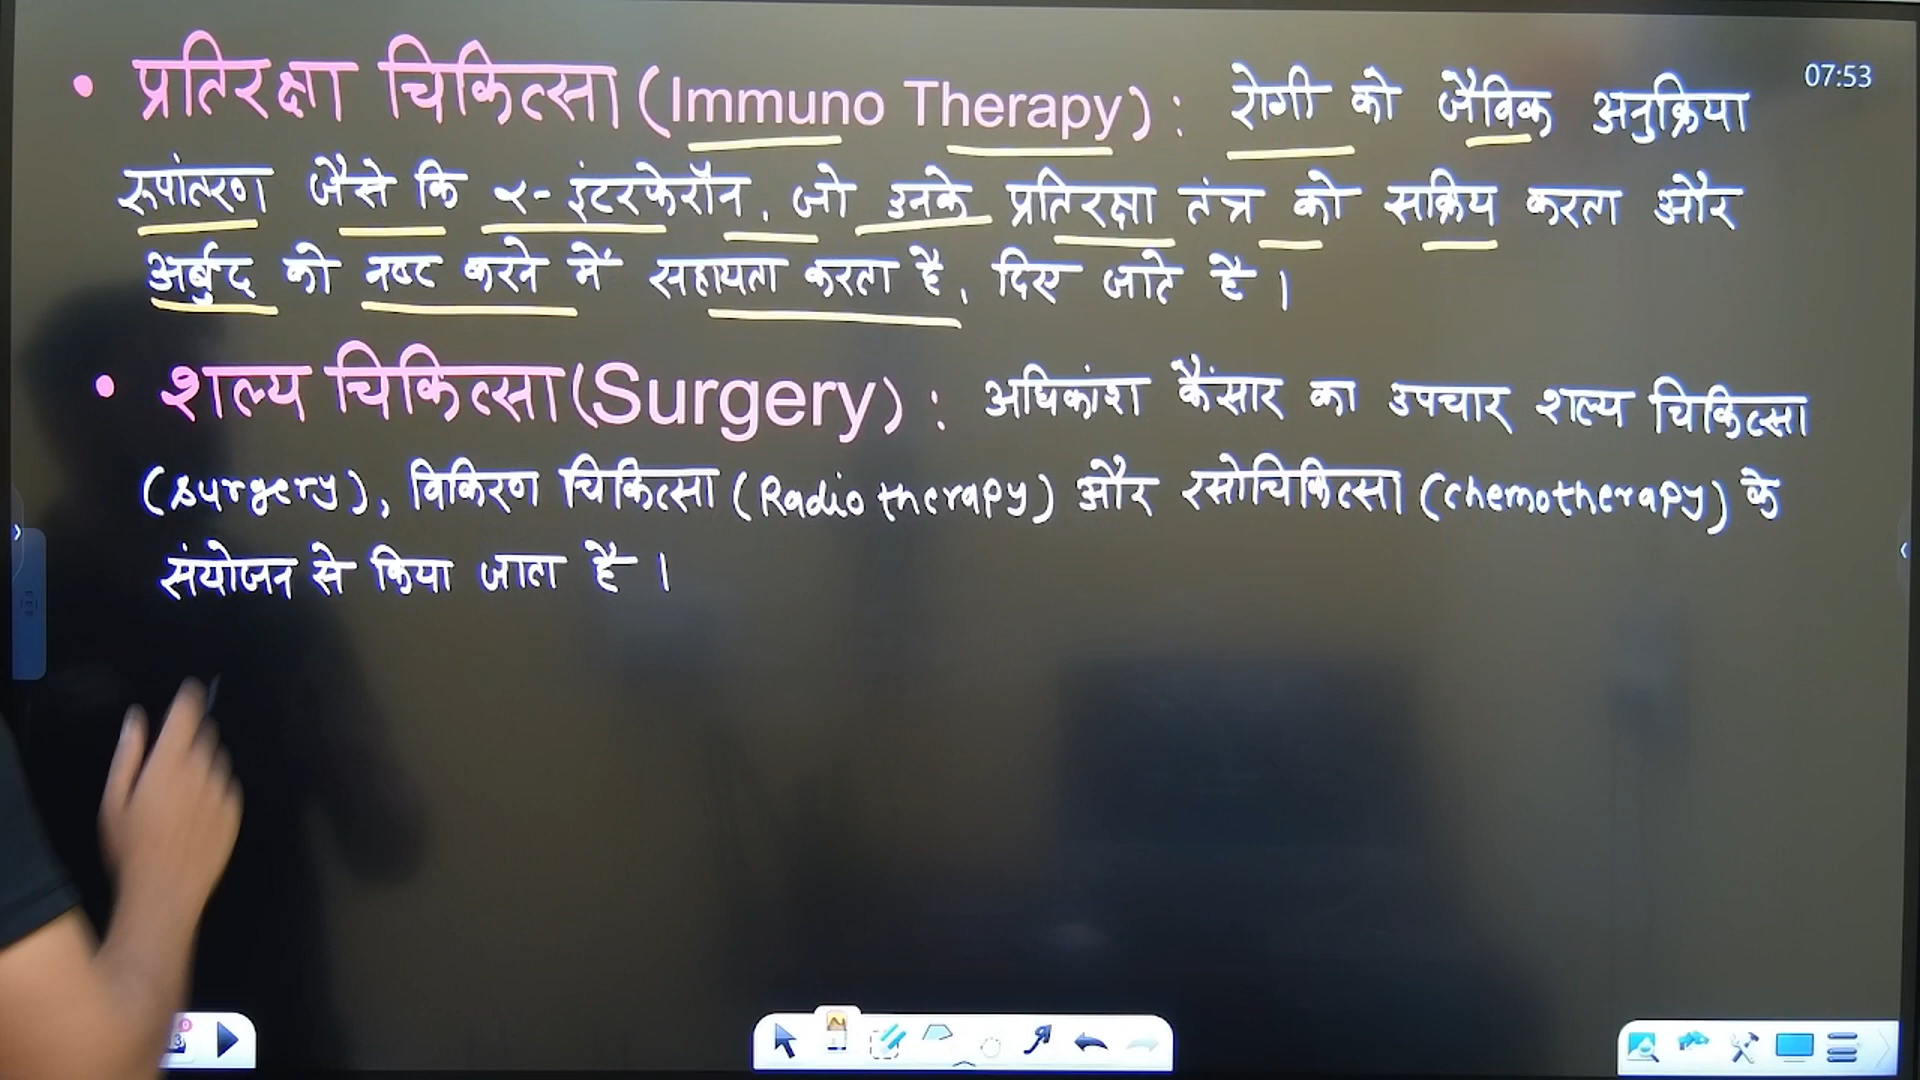 • प्रतिरक्षा चिकित्सा (Immuno Therapy) : रोगी को जैविक अनुक्रिया
07:53
रूपांतरण जैसे कि α- इंटरफेरॉन, जो उनके प्रतिरक्षा तंत्र को सक्रिय करता और
अर्बुद को नष्ट करने में सहायता करता है, दिए जाते है ।
• शल्य चिकित्सा (Surgery) : अधिकांश कैंसार का उपचार शल्य चिकित्सा
(surgery), विकिरण चिकित्सा (Radio therapy) और रसोचिकित्सा (chemotherapy) के
संयोजन से किया जाता है ।